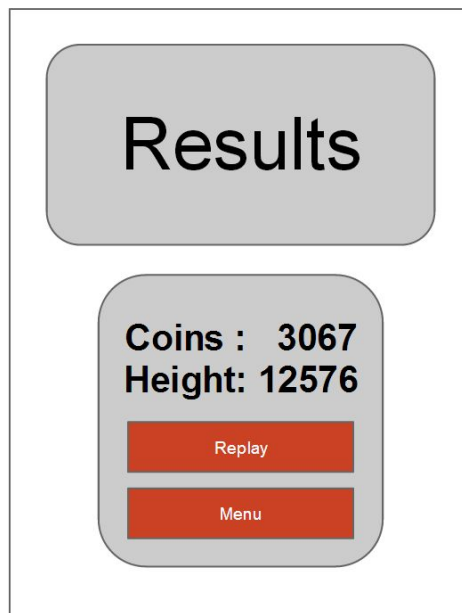 Results
Coins : 3067
Height: 12576
Replay
Menu